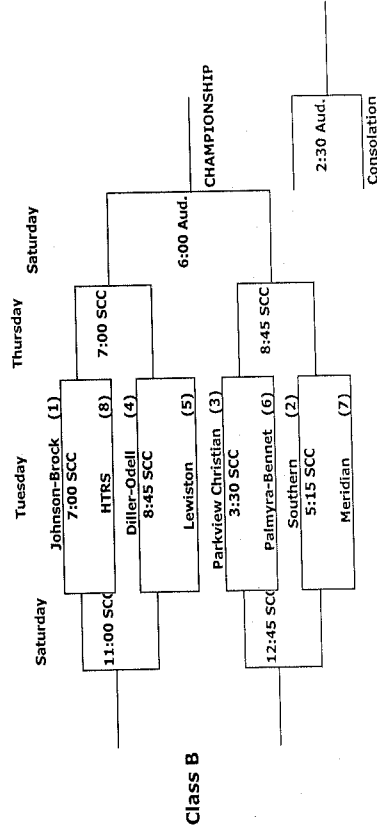 Saturday
Tuesday
Thursday
Saturday
Johnson-Brock (1)
7:00 SCC
HTRS (8)
Diller-Odell (4)
8:45 SCC
Lewiston (5)
Parkview Christian (3)
3:30 SCC
Palmyra-Bennet (6)
Southern (2)
5:15 SCC
Meridian (7)
11:00 SCC
12:45 SCC
7:00 SCC
8:45 SCC
6:00 Aud.
CHAMPIONSHIP
2:30 Aud.
Consolation
Class B